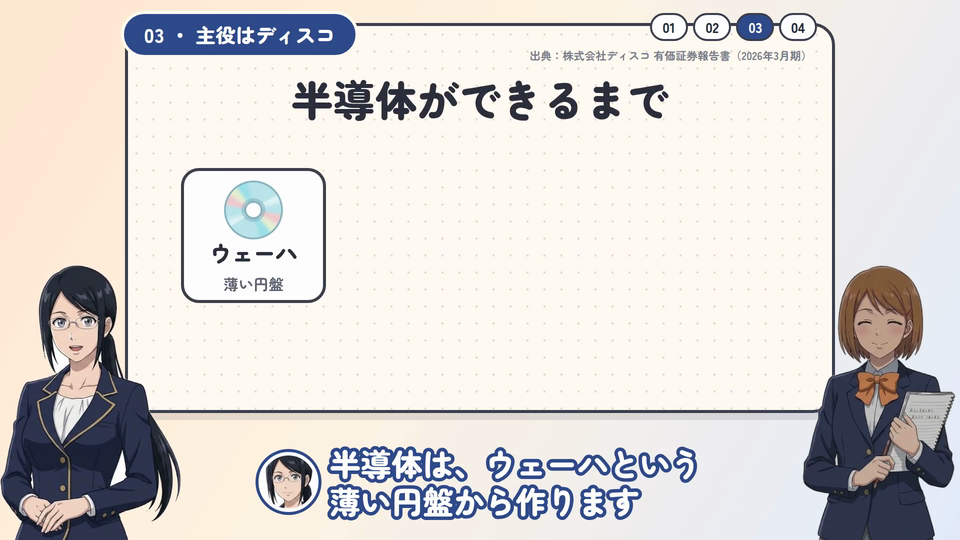 03 ・ 主役はディスコ
01 02 03 04
出典：株式会社ディスコ 有価証券報告書（2026年3月期）
半導体ができるまで
ウェーハ
薄い円盤
半導体は、ウェーハという
薄い円盤から作ります